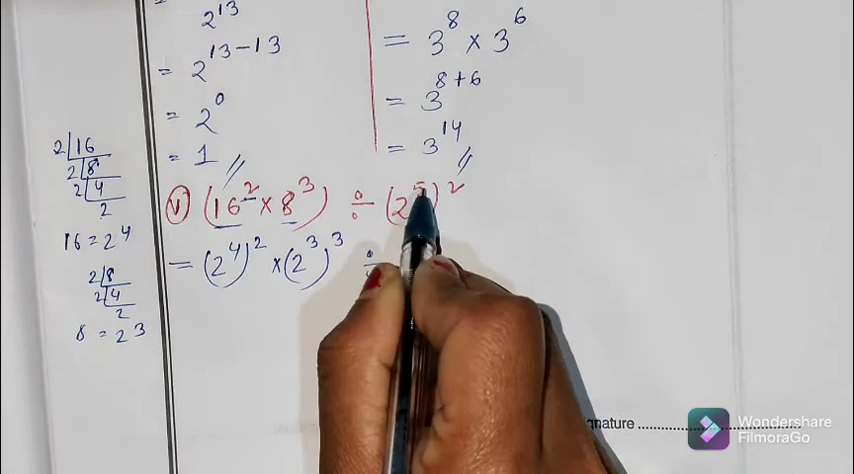 2^13
= 2^13-13
= 2^0
= 1 //
= 3^8 × 3^6
= 3^8+6
= 3^14 //
2 | 16
2 | 8
2 | 4
2
16 = 2^4
2 | 8
2 | 4
2
8 = 2^3
(v) (16^2 × 8^3) ÷ (2^5)^2
= (2^4)^2 × (2^3)^3 ÷
gnature
Wondershare
FilmoraGo